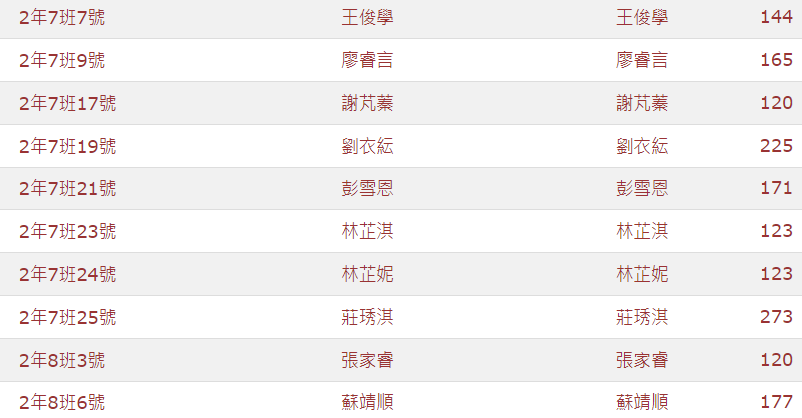 2年7班7號 王俊學 王俊學 144
2年7班9號 廖睿言 廖睿言 165
2年7班17號 謝芃蓁 謝芃蓁 120
2年7班19號 劉衣紜 劉衣紜 225
2年7班21號 彭雪恩 彭雪恩 171
2年7班23號 林芷淇 林芷淇 123
2年7班24號 林芷妮 林芷妮 123
2年7班25號 莊琇淇 莊琇淇 273
2年8班3號 張家睿 張家睿 120
2年8班6號 蘇靖順 蘇靖順 177